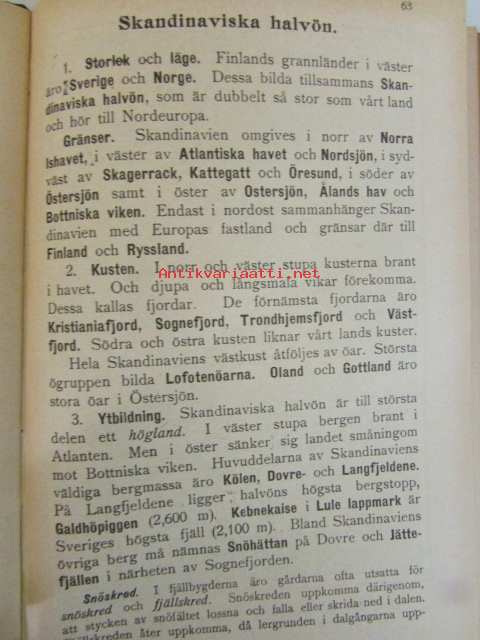 63
Skandinaviska halvön.
1. Storlek och läge. Finlands grannländer i väster
äro Sverige och Norge. Dessa bilda tillsammans Skan-
dinaviska halvön, som är dubbelt så stor som vårt land
och hör till Nordeuropa.
Gränser. Skandinavien omgives i norr av Norra
Ishavet, i väster av Atlantiska havet och Nordsjön, i syd-
väst av Skagerrack, Kattegatt och Öresund, i söder av
Östersjön samt i öster av Östersjön, Ålands hav och
Bottniska viken. Endast i nordost sammanhänger Skan-
dinavien med Europas fastland och gränsar där till
Finland och Ryssland.
2. Kusten. I norr och väster stupa kusterna brant
i havet. Och djupa och långsmala vikar förekomma.
Antikvariaatti.net
Dessa kallas fjordar. De förnämsta fjordarna äro
Kristianiafjord, Sognefjord, Trondhjemsfjord och Väst-
fjord. Södra och östra kusten liknar vårt lands kuster.
Hela Skandinaviens västkust åtföljes av öar. Största
ögruppen bilda Lofotenöarna. Oland och Gottland äro
stora öar i Östersjön.
3. Ytbildning. Skandinaviska halvön är till största
delen ett högland. I väster stupa bergen brant i
Atlanten. Men i öster sänker sig landet småningom
mot Bottniska viken. Huvuddelarna av Skandinaviens
väldiga bergmassa äro Kölen, Dovre- och Langfjeldene.
På Langfjeldene ligger halvöns högsta bergstopp,
Galdhöpiggen (2,600 m). Kebnekaise i Lule lappmark är
Sveriges högsta fjäll (2,100 m). Bland Skandinaviens
övriga berg må nämnas Snöhättan på Dovre och Jätte-
fjällen i närheten av Sognefjorden.
Snöskred. I fjällbygderna äro gårdarna ofta utsatta för
snöskred och fjällskred. Snöskreden uppkomma därigenom,
att stycken av snöfältet lossna och falla eller skrida ned i dalen.
Fjällskreden åter uppkomma, då lergrunden i dalgångarna upp-